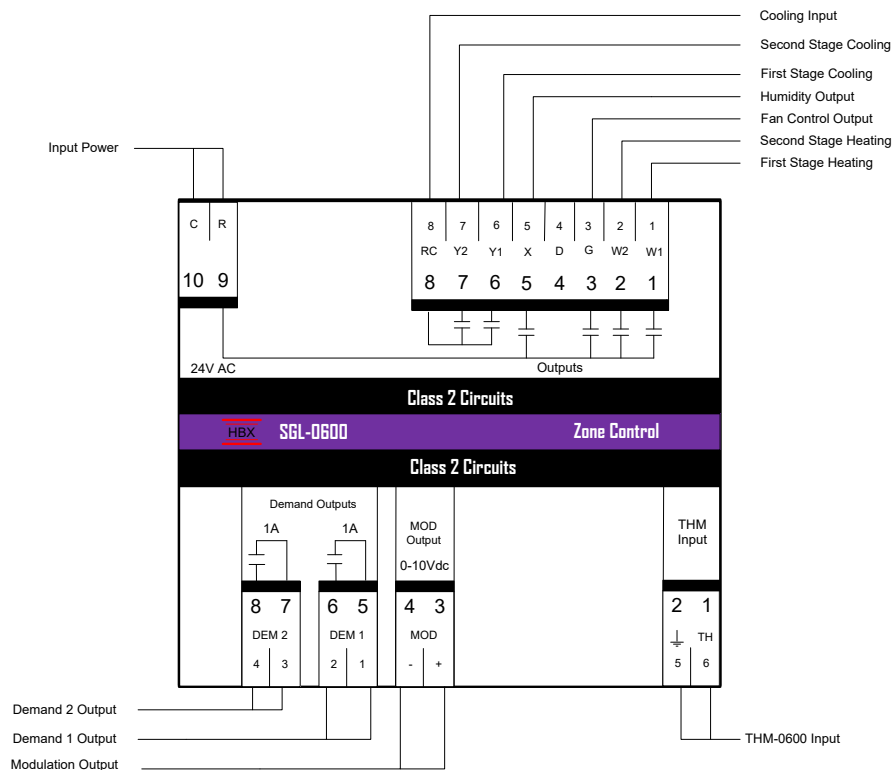 Cooling Input
Second Stage Cooling
First Stage Cooling
Humidity Output
Fan Control Output
Second Stage Heating
First Stage Heating
Input Power
C R
10 9
8 7 6 5 4 3 2 1
RC Y2 Y1 X D G W2 W1
8 7 6 5 4 3 2 1
24V AC
Outputs
Class 2 Circuits
HBX SGL-0600 Zone Control
Class 2 Circuits
Demand Outputs
1A 1A
MOD
Output
0-10Vdc
THM
Input
8 7 6 5 4 3 2 1
DEM 2 DEM 1 MOD TH
4 3 2 1 - + 5 6
Demand 2 Output
Demand 1 Output
Modulation Output
THM-0600 Input